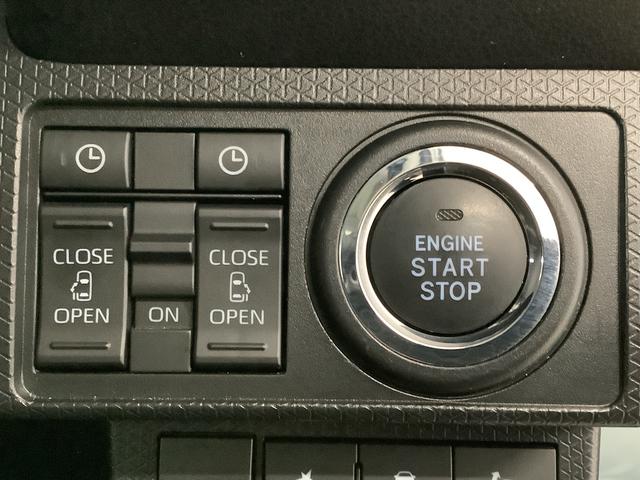 CLOSE
OPEN
ON
CLOSE
OPEN
ENGINE
START
STOP